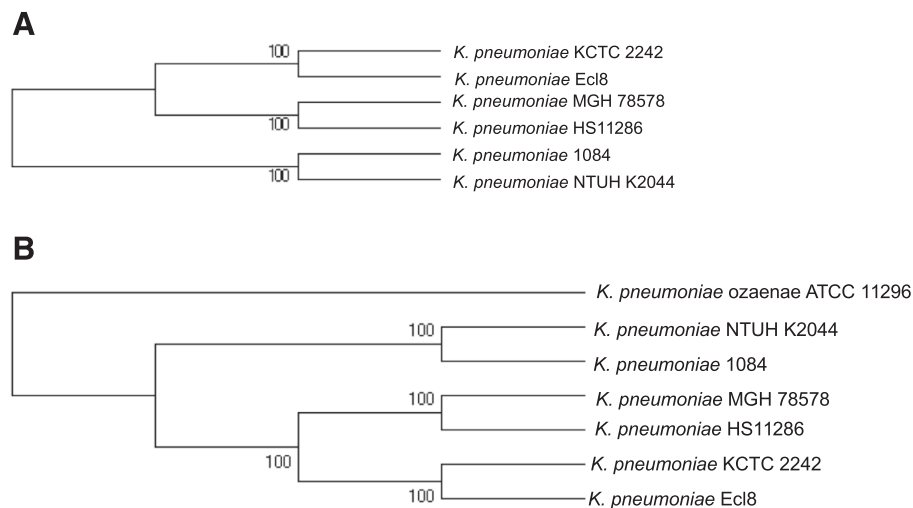 A
100
K. pneumoniae KCTC 2242
K. pneumoniae Ecl8
K. pneumoniae MGH 78578
100
K. pneumoniae HS11286
K. pneumoniae 1084
100
K. pneumoniae NTUH K2044
B
K. pneumoniae ozaenae ATCC 11296
100
K. pneumoniae NTUH K2044
K. pneumoniae 1084
100
K. pneumoniae MGH 78578
K. pneumoniae HS11286
100
K. pneumoniae KCTC 2242
100
K. pneumoniae Ecl8